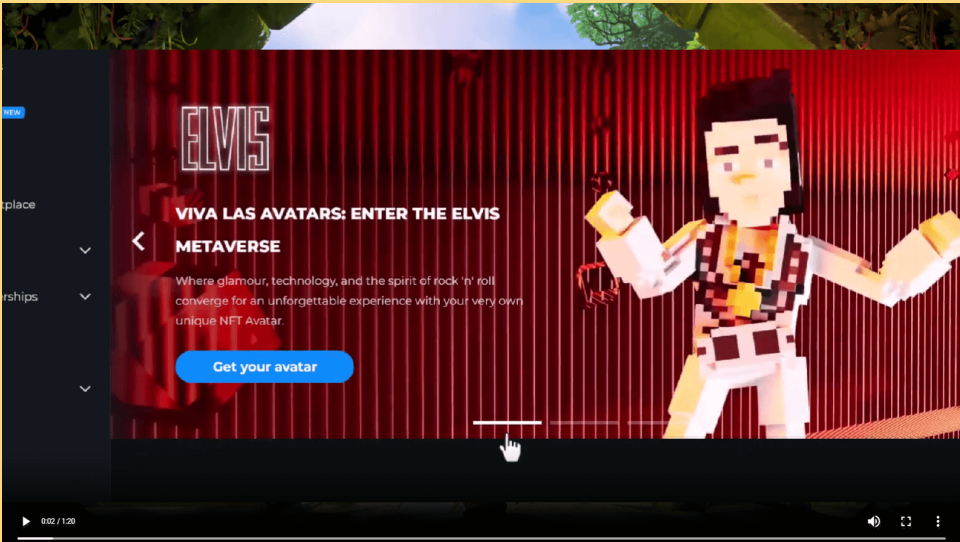 s
NEW
tplace
erships
ELVIS
VIVA LAS AVATARS: ENTER THE ELVIS
METAVERSE
Where glamour, technology, and the spirit of rock 'n' roll
converge for an unforgettable experience with your very own
unique NFT Avatar.
Get your avatar
0:02 / 1:20